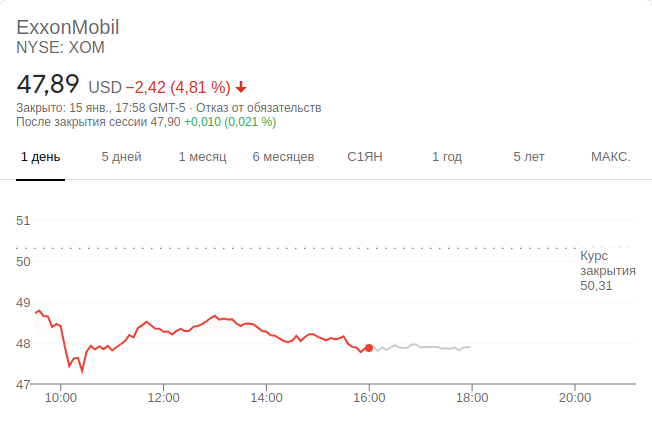 ExxonMobil
NYSE: XOM
47,89 USD −2,42 (4,81 %)
Закрыто: 15 янв., 17:58 GMT-5 · Отказ от обязательств
После закрытия сессии 47,90 +0,010 (0,021 %)
1 день 5 дней 1 месяц 6 месяцев С1ЯН 1 год 5 лет МАКС.
51
50
49
48
47
Курс
закрытия
50,31
10:00 12:00 14:00 16:00 18:00 20:00